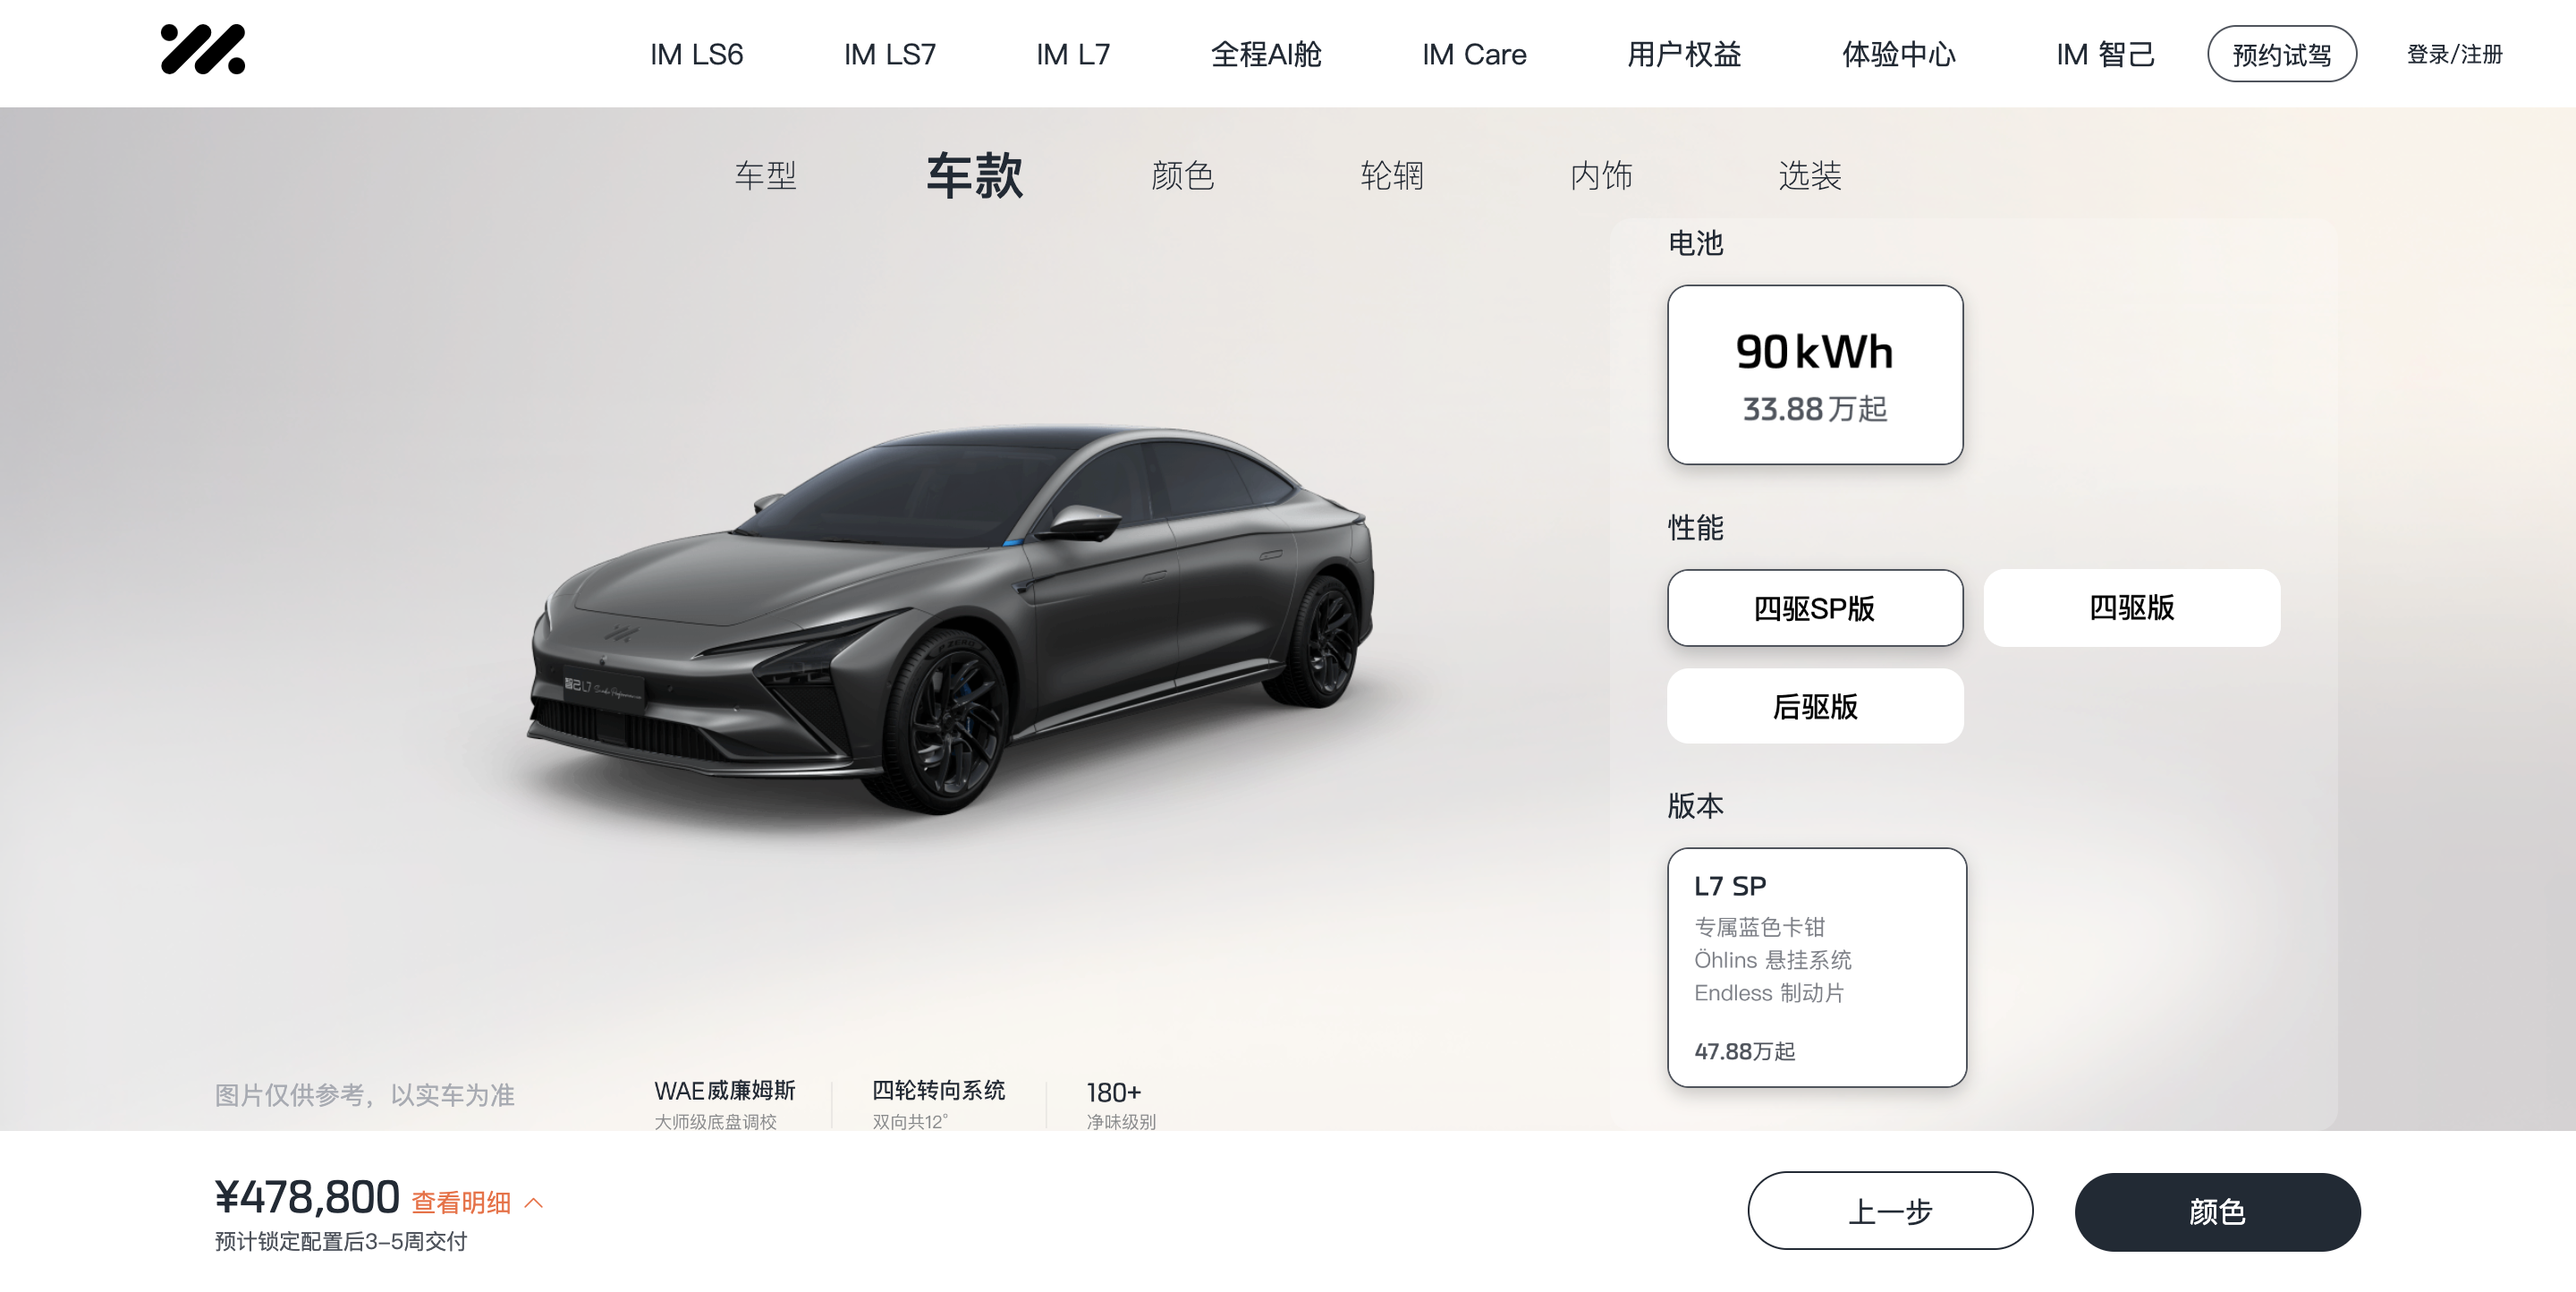 IM LS6
IM LS7
IM L7
全程AI舱
IM Care
用户权益
体验中心
IM 智己
预约试驾
登录/注册
车型
车款
颜色
轮辋
内饰
选装
电池
90kWh
33.88万起
性能
四驱SP版
四驱版
后驱版
版本
L7 SP
专属蓝色卡钳
Öhlins 悬挂系统
Endless 制动片
47.88万起
图片仅供参考，以实车为准
WAE威廉姆斯
大师级底盘调校
四轮转向系统
双向共12°
180+
净味级别
¥478,800 查看明细
预计锁定配置后3-5周交付
上一步
颜色